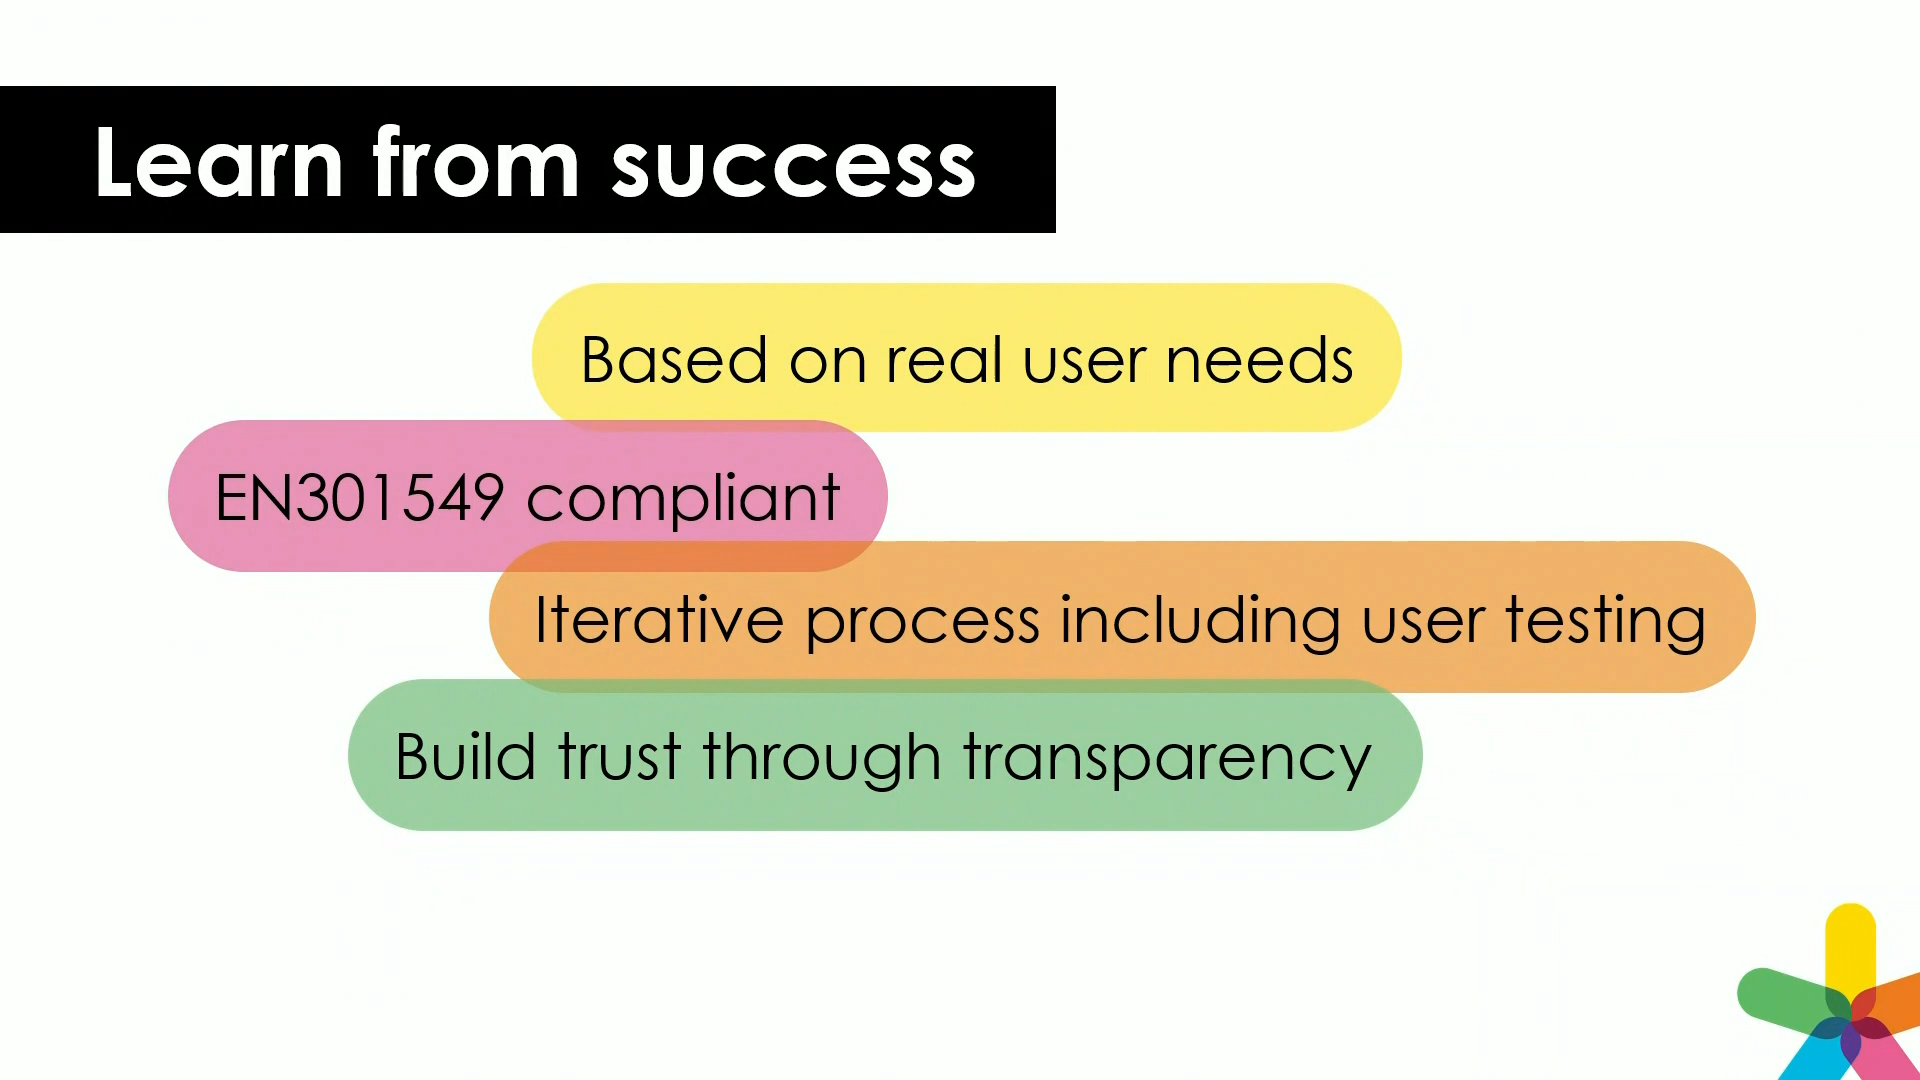 Learn from success
Based on real user needs
EN301549 compliant
Iterative process including user testing
Build trust through transparency